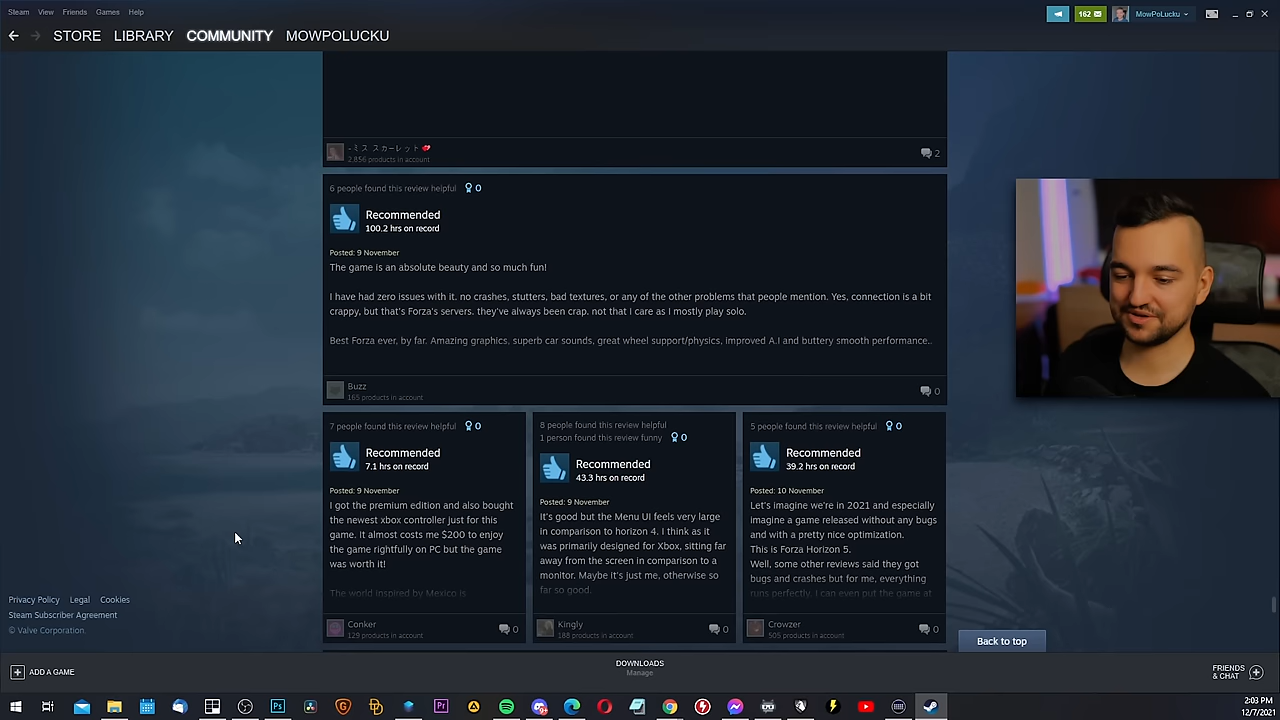 Steam View Friends Games Help
162
MowPoLucku
STORE LIBRARY COMMUNITY MOWPOLUCKU
-ミス スカーレット
2,856 products in account
2
6 people found this review helpful 0
Recommended
100.2 hrs on record
Posted: 9 November
The game is an absolute beauty and so much fun!
I have had zero issues with it. no crashes, stutters, bad textures, or any of the other problems that people mention. Yes, connection is a bit
crappy, but that's Forza's servers. they've always been crap. not that I care as I mostly play solo.
Best Forza ever, by far. Amazing graphics, superb car sounds, great wheel support/physics, improved A.I and buttery smooth performance..
Buzz
165 products in account
0
7 people found this review helpful 0
Recommended
7.1 hrs on record
Posted: 9 November
I got the premium edition and also bought
the newest xbox controller just for this
game. It almost costs me $200 to enjoy
the game rightfully on PC but the game
was worth it!
The world inspired by Mexico is
Conker
129 products in account
0
8 people found this review helpful
1 person found this review funny 0
Recommended
43.3 hrs on record
Posted: 9 November
It's good but the Menu UI feels very large
in comparison to horizon 4. I think as it
was primarily designed for Xbox, sitting far
away from the screen in comparison to a
monitor. Maybe it's just me, otherwise so
far so good.
Kingly
188 products in account
0
5 people found this review helpful 0
Recommended
39.2 hrs on record
Posted: 10 November
Let's imagine we're in 2021 and especially
imagine a game released without any bugs
and with a pretty nice optimization.
This is Forza Horizon 5.
Well, some other reviews said they got
bugs and crashes but for me, everything
runs perfectly. I can even put the game at
Crowzer
505 products in account
0
Privacy Policy Legal Cookies
Steam Subscriber Agreement
© Valve Corporation
Back to top
ADD A GAME
DOWNLOADS
Manage
FRIENDS
& CHAT
Ps
Pr
2:03 PM
12/7/2021